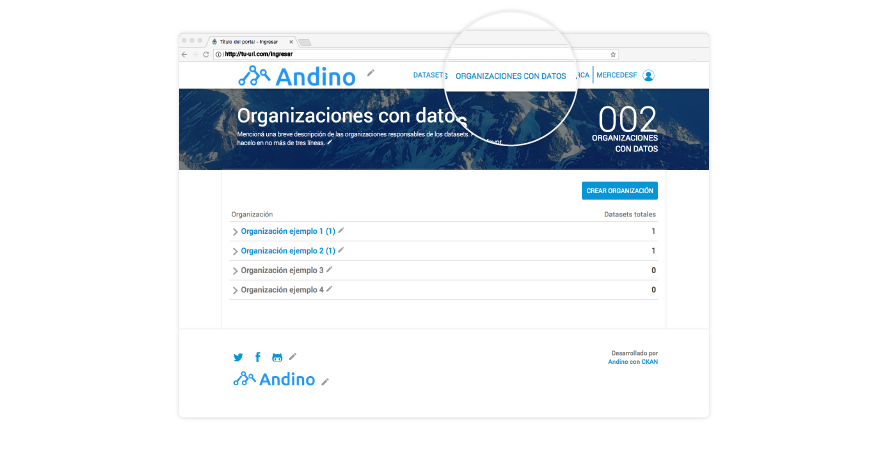 Título del portal - Ingresar
http://tu-url.com/ingresar
Andino
DATASETS
ORGANIZACIONES CON DATOS
MERCEDESF
Organizaciones con datos
Mencioná una breve descripción de las organizaciones responsables de los datasets.
hacelo en no más de tres líneas.
002
ORGANIZACIONES
CON DATOS
CREAR ORGANIZACIÓN
Organización Datasets totales
Organización ejemplo 1 (1) 1
Organización ejemplo 2 (1) 1
Organización ejemplo 3 0
Organización ejemplo 4 0
Desarrollado por
Andino con CKAN
Andino